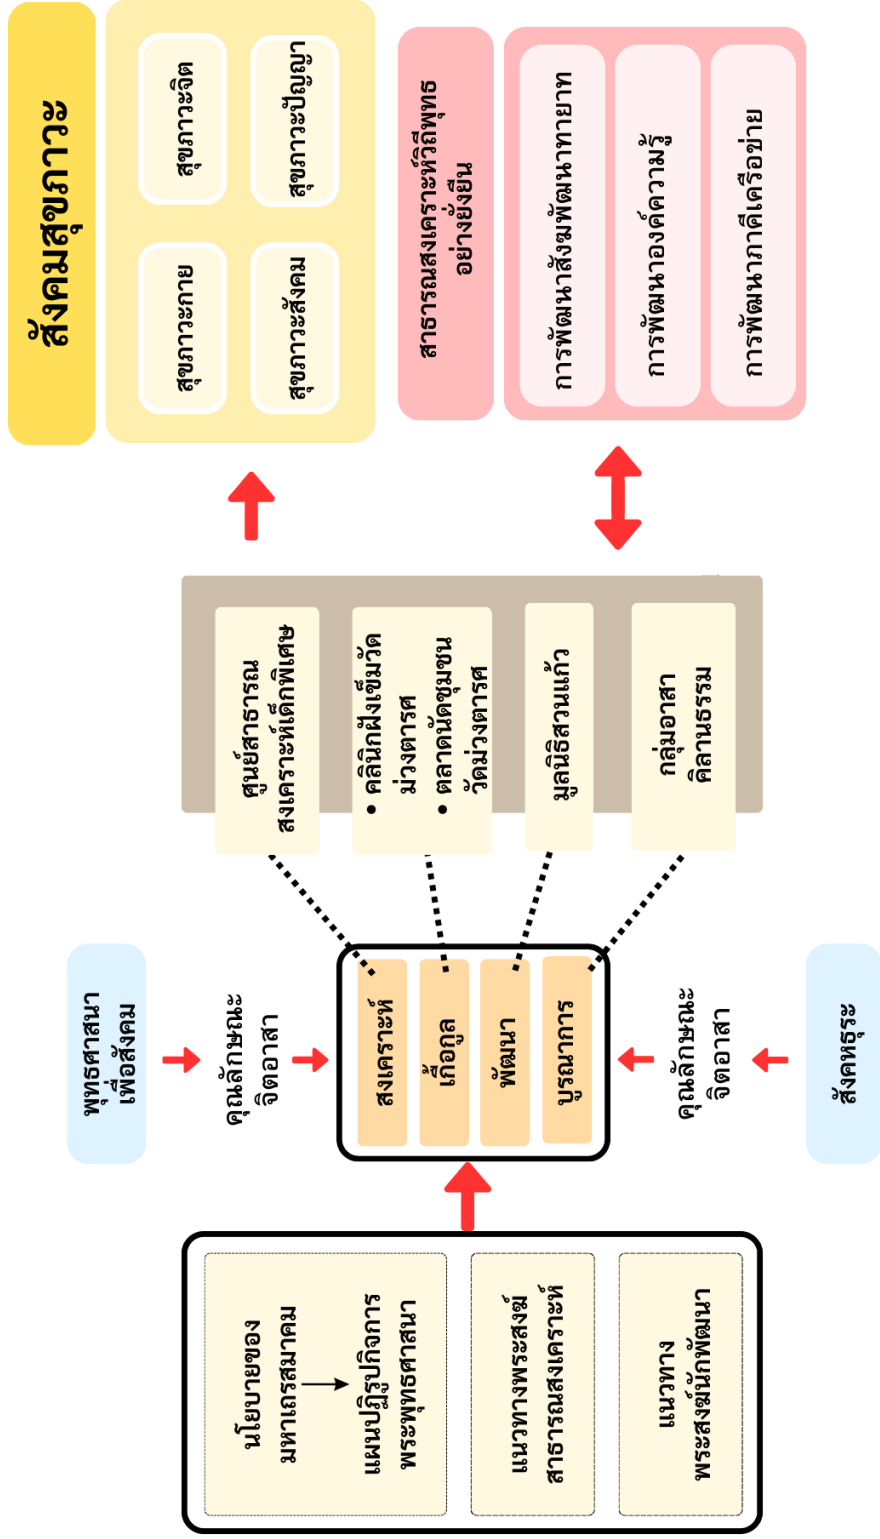 นโยบายของ
มหาเถรสมาคม
แผนปฏิรูปกิจการ
พระพุทธศาสนา
แนวทางพระสงฆ์
สาธารณสงเคราะห์
แนวทาง
พระสงฆ์นักพัฒนา
พุทธศาสนา
เพื่อสังคม
คุณลักษณะ
จิตอาสา
สงเคราะห์
เกื้อกูล
พัฒนา
บูรณาการ
คุณลักษณะ
จิตอาสา
สังคหธุระ
ศูนย์สาธารณ
สงเคราะห์เด็กพิเศษ
• คลินิกฝังเข็มวัด
ม่วงตารศ
• ตลาดนัดชุมชน
วัดม่วงตารศ
มูลนิธิสวนแก้ว
กลุ่มอาสา
คิลานธรรม
สังคมสุขภาวะ
สุขภาวะกาย
สุขภาวะจิต
สุขภาวะสังคม
สุขภาวะปัญญา
สาธารณสงเคราะห์วิถีพุทธ
อย่างยั่งยืน
การพัฒนาสังฆพัฒนาทายาท
การพัฒนาองค์ความรู้
การพัฒนาภาคีเครือข่าย